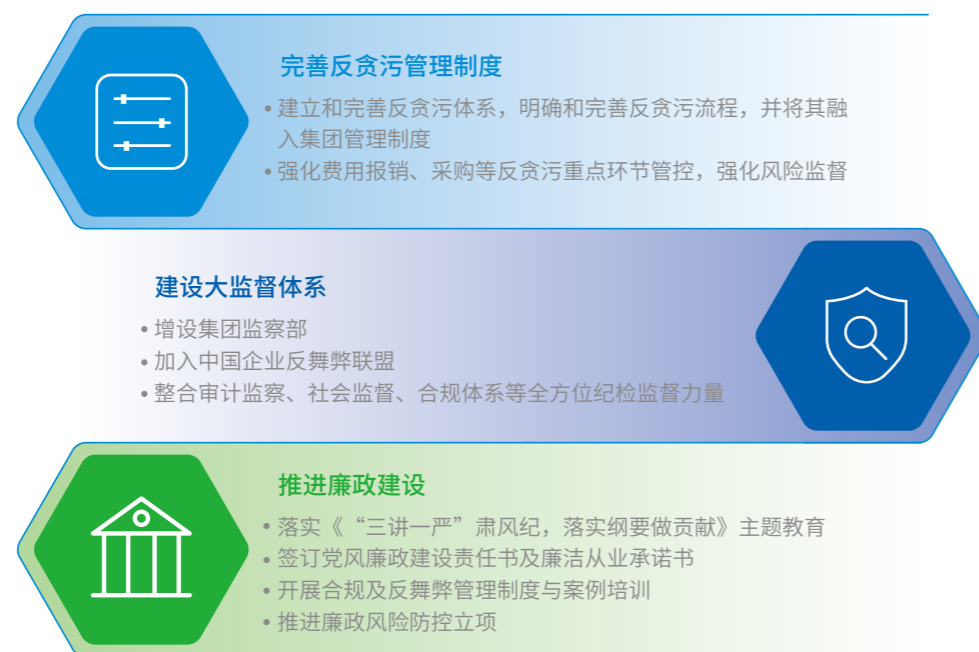 完善反贪污管理制度
• 建立和完善反贪污体系，明确和完善反贪污流程，并将其融
入集团管理制度
• 强化费用报销、采购等反贪污重点环节管控，强化风险监督
建设大监督体系
• 增设集团监察部
• 加入中国企业反舞弊联盟
• 整合审计监察、社会监督、合规体系等全方位纪检监督力量
推进廉政建设
• 落实《“三讲一严”肃风纪，落实纲要做贡献》主题教育
• 签订党风廉政建设责任书及廉洁从业承诺书
• 开展合规及反舞弊管理制度与案例培训
• 推进廉政风险防控立项